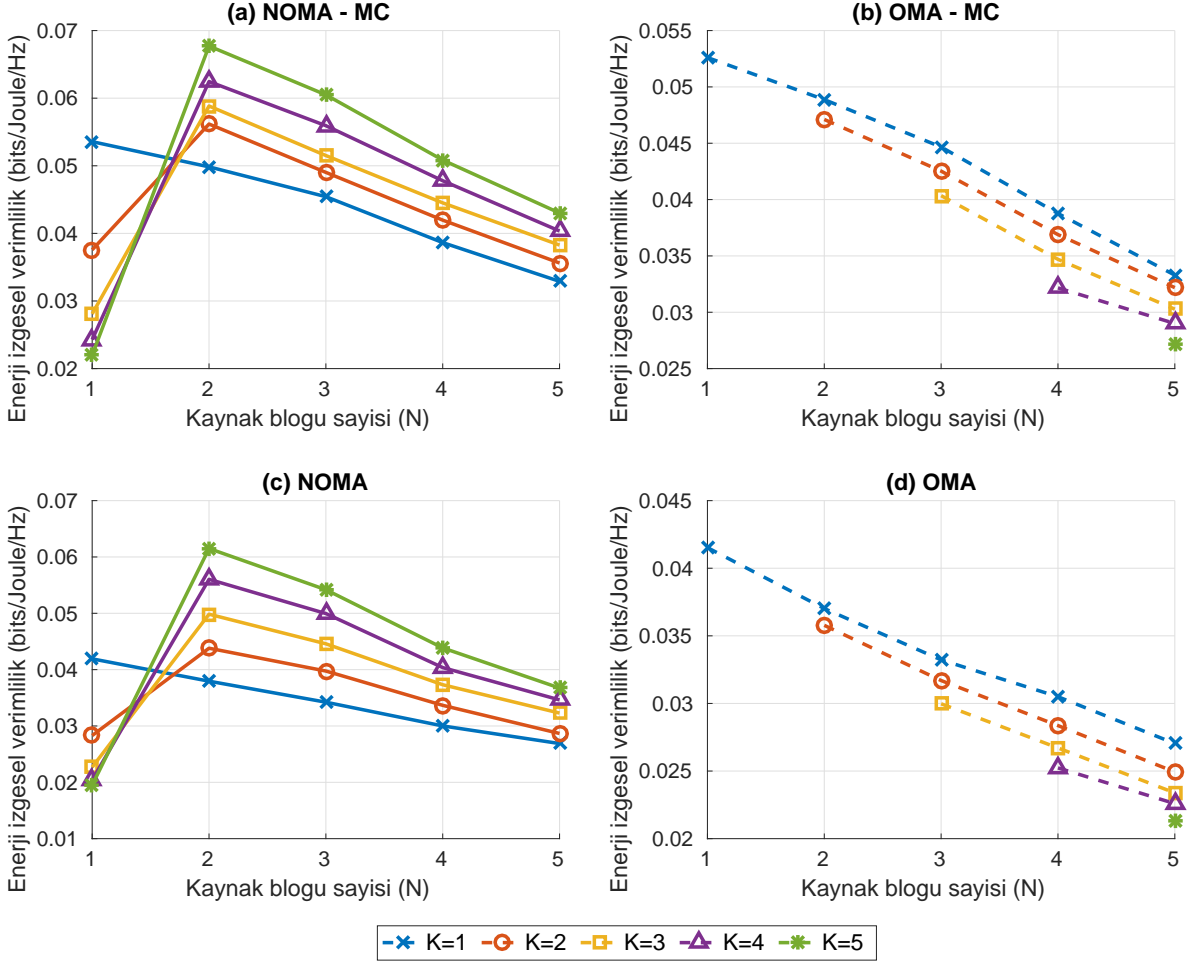 (a) NOMA - MC
0.07
0.06
0.05
0.04
0.03
0.02
Enerji izgesel verimliilik (bits/Joule/Hz)
1 2 3 4 5
Kaynak blogu sayisi (N)
(b) OMA - MC
0.055
0.05
0.045
0.04
0.035
0.03
0.025
Enerji izgesel verimlilik (bits/Joule/Hz)
1 2 3 4 5
Kaynak blogu sayisi (N)
(c) NOMA
0.07
0.06
0.05
0.04
0.03
0.02
0.01
Enerji izgesel verimlilik (bits/Joule/Hz)
1 2 3 4 5
Kaynak blogu sayisi (N)
(d) OMA
0.045
0.04
0.035
0.03
0.025
0.02
Enerji izgesel verimlilik (bits/Joule/Hz)
1 2 3 4 5
Kaynak blogu sayisi (N)
K=1 K=2 K=3 K=4 K=5